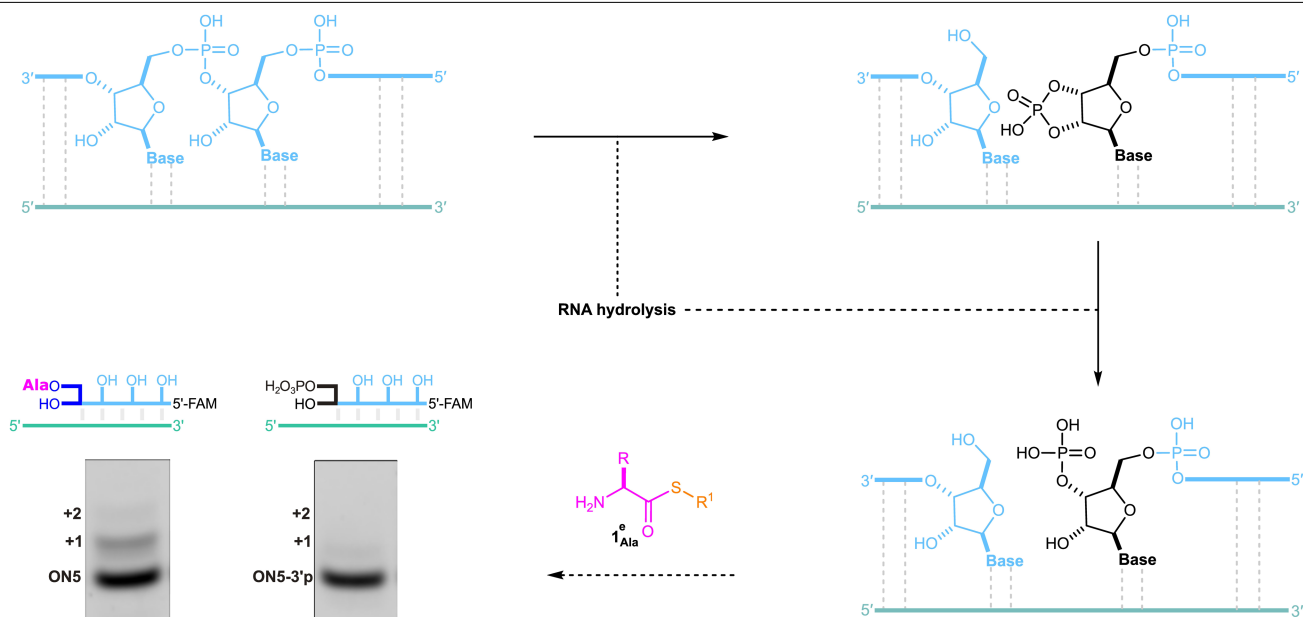 OH
OH
O
P
O
O
P
O
3′
O
O
O
5′
O
O
HO
HO
Base
Base
5′
3′
HO
OH
O
P
O
3′
O
O
O
5′
O
O
O
P
HO
HO
O
Base
Base
5′
3′
RNA hydrolysis
AlaO
HO
OH
OH
OH
5'-FAM
5'
3'
H₂O₃PO
HO
OH
OH
OH
5'-FAM
5'
3'
+2
+1
ON5
+2
+1
ON5-3'p
R
H₂N
S
R¹
O
1ᵉAla
OH
HO
P
O
OH
HO
O
P
O
3′
O
O
O
5′
O
O
HO
HO
Base
Base
5′
3′